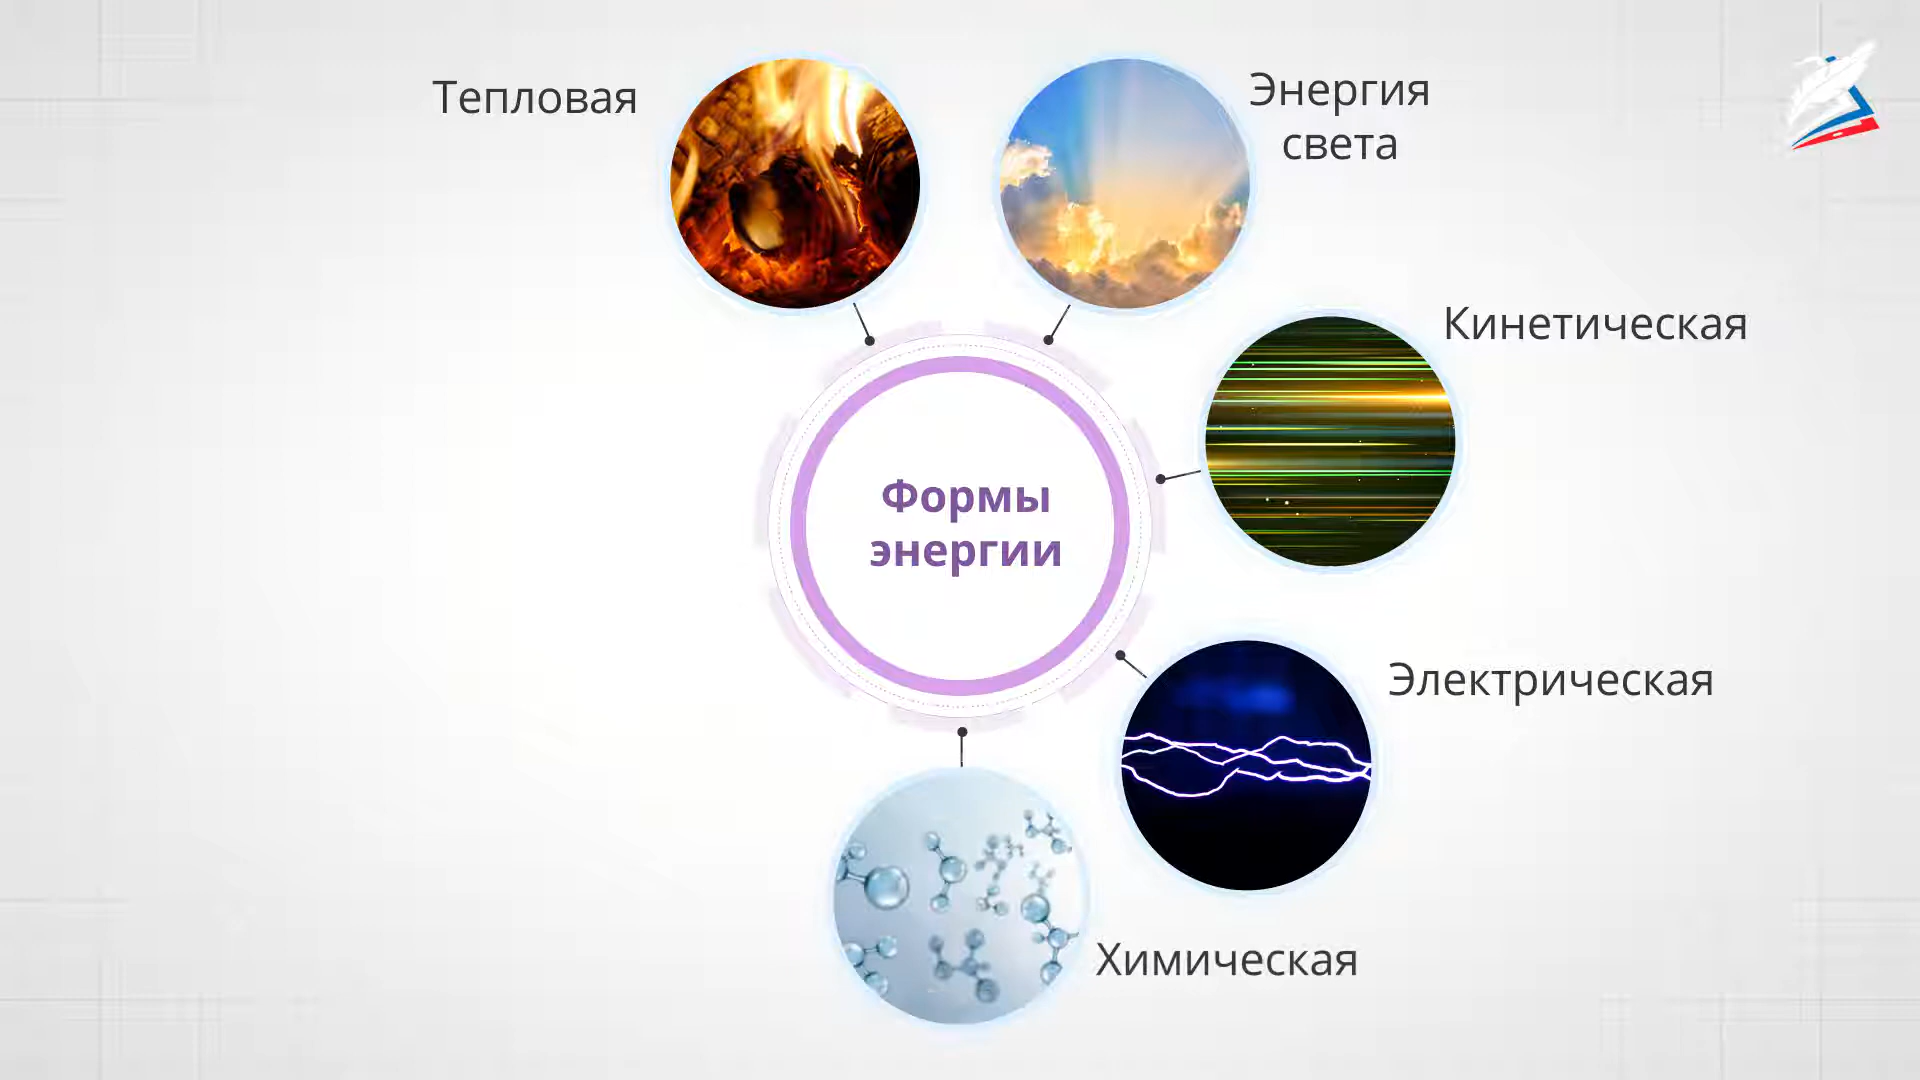 Тепловая
Энергия
света
Кинетическая
Формы
энергии
Электрическая
Химическая